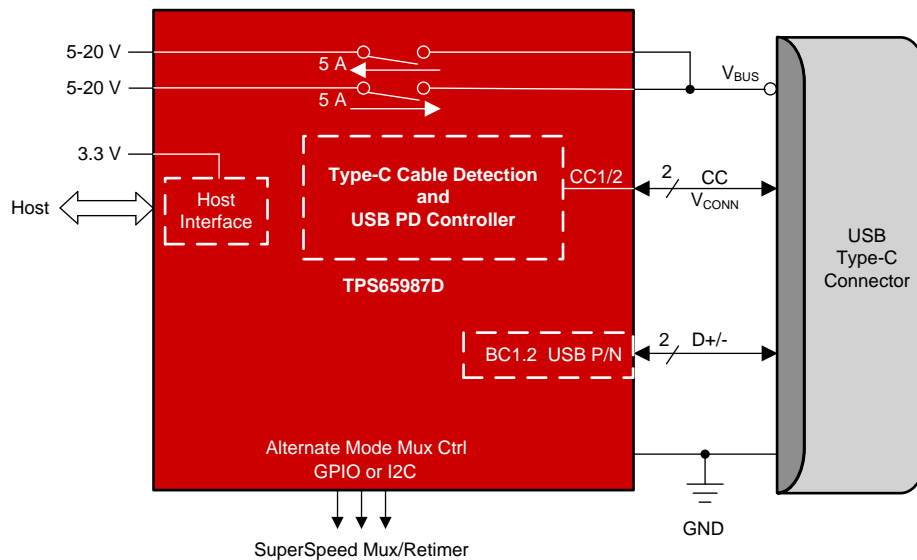 5-20 V
5 A
5-20 V
5 A
VBUS
3.3 V
Host
Host
Interface
Type-C Cable Detection
and
USB PD Controller
CC1/2
2
CC
VCONN
USB
Type-C
Connector
TPS65987D
BC1.2 USB P/N
2
D+/-
Alternate Mode Mux Ctrl
GPIO or I2C
GND
SuperSpeed Mux/Retimer